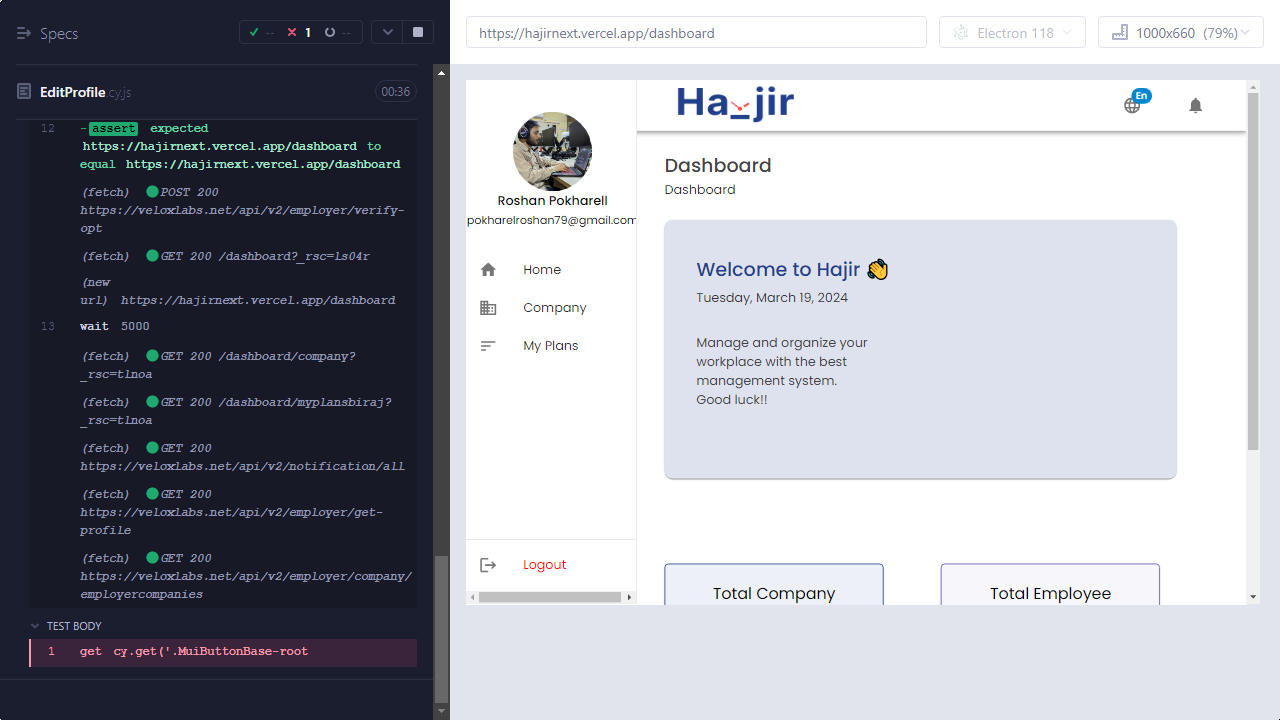 Specs
-- 1 --
EditProfile.cy.js
00:36
12 -assert expected
https://hajirnext.vercel.app/dashboard to
equal https://hajirnext.vercel.app/dashboard
(fetch) POST 200
https://veloxlabs.net/api/v2/employer/verify-
opt
(fetch) GET 200 /dashboard?_rsc=1s04r
(new
url) https://hajirnext.vercel.app/dashboard
13 wait 5000
(fetch) GET 200 /dashboard/company?
_rsc=tlnoa
(fetch) GET 200 /dashboard/myplansbiraj?
_rsc=tlnoa
(fetch) GET 200
https://veloxlabs.net/api/v2/notification/all
(fetch) GET 200
https://veloxlabs.net/api/v2/employer/get-
profile
(fetch) GET 200
https://veloxlabs.net/api/v2/employer/company/
employercompanies
TEST BODY
1 get cy.get('.MuiButtonBase-root
https://hajirnext.vercel.app/dashboard
Electron 118
1000x660 (79%)
Roshan Pokharell
pokharelroshan79@gmail.com
Home
Company
My Plans
Logout
Hajir
En
Dashboard
Dashboard
Welcome to Hajir 👋
Tuesday, March 19, 2024
Manage and organize your
workplace with the best
management system.
Good luck!!
Total Company
Total Employee